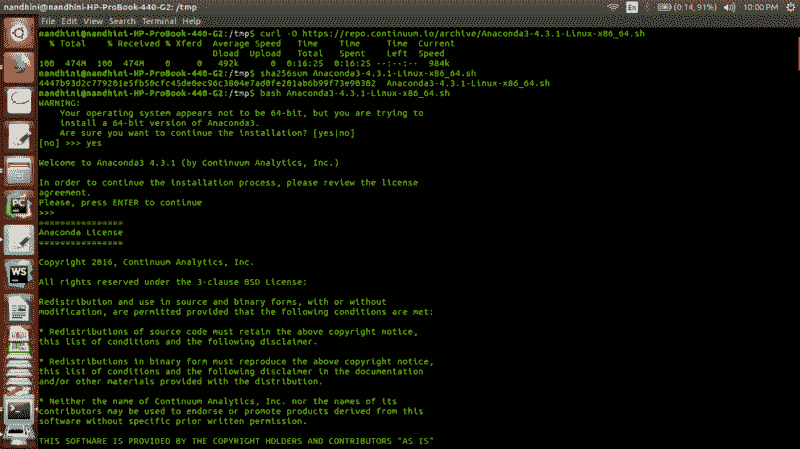 nandhini@nandhini-HP-ProBook-440-G2: /tmp
En
(0:14, 91%)
10:00 PM
File Edit View Search Terminal Help
nandhini@nandhini-HP-ProBook-440-G2:/tmp$ curl -O https://repo.continuum.io/archive/Anaconda3-4.3.1-Linux-x86_64.sh
% Total % Received % Xferd Average Speed Time Time Time Current
Dload Upload Total Spent Left Speed
100 474M 100 474M 0 0 492k 0 0:16:25 0:16:25 --:--:-- 984k
nandhini@nandhini-HP-ProBook-440-G2:/tmp$ sha256sum Anaconda3-4.3.1-Linux-x86_64.sh
Anaconda3-4.3.1-Linux-x86_64.sh
nandhini@nandhini-HP-ProBook-440-G2:/tmp$ bash Anaconda3-4.3.1-Linux-x86_64.sh
WARNING:
Your operating system appears not to be 64-bit, but you are trying to
install a 64-bit version of Anaconda3.
Are sure you want to continue the installation? [yes|no]
[no] >>> yes
Welcome to Anaconda3 4.3.1 (by Continuum Analytics, Inc.)
In order to continue the installation process, please review the license
agreement.
Please, press ENTER to continue
>>>
================
Anaconda License
================
Copyright 2016, Continuum Analytics, Inc.
All rights reserved under the 3-clause BSD License:
Redistribution and use in source and binary forms, with or without
modification, are permitted provided that the following conditions are met:
* Redistributions of source code must retain the above copyright notice,
this list of conditions and the following disclaimer.
* Redistributions in binary form must reproduce the above copyright notice,
this list of conditions and the following disclaimer in the documentation
and/or other materials provided with the distribution.
* Neither the name of Continuum Analytics, Inc. nor the names of its
contributors may be used to endorse or promote products derived from this
software without specific prior written permission.
THIS SOFTWARE IS PROVIDED BY THE COPYRIGHT HOLDERS AND CONTRIBUTORS "AS IS"
PC
WS